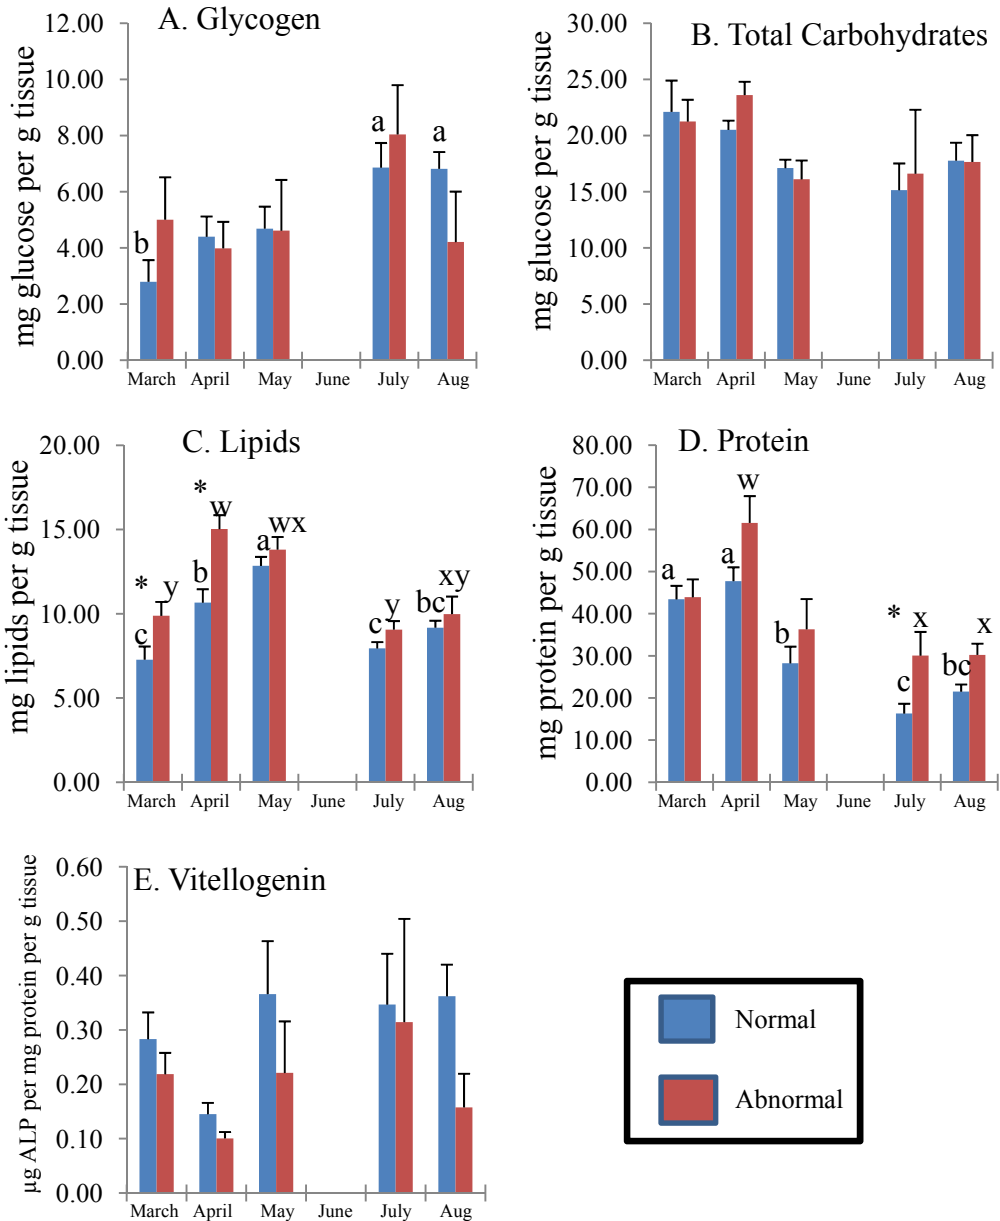 A. Glycogen
mg glucose per g tissue
12.00
10.00
8.00
6.00
4.00
2.00
0.00
b
a
a
March April May June July Aug
B. Total Carbohydrates
mg glucose per g tissue
30.00
25.00
20.00
15.00
10.00
5.00
0.00
March April May June July Aug
C. Lipids
mg lipids per g tissue
20.00
15.00
10.00
5.00
0.00
* c y
* b w
a wx
c y
bc xy
March April May June July Aug
D. Protein
mg protein per g tissue
80.00
70.00
60.00
50.00
40.00
30.00
20.00
10.00
0.00
a
a w
b
* c x
bc x
March April May June July Aug
E. Vitellogenin
µg ALP per mg protein per g tissue
0.60
0.50
0.40
0.30
0.20
0.10
0.00
March April May June July Aug
Normal
Abnormal